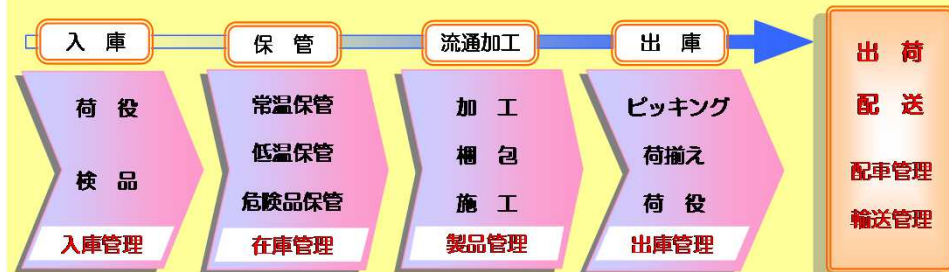 入庫
荷役
検品
入庫管理
保管
常温保管
低温保管
危険品保管
在庫管理
流通加工
加工
梱包
施工
製品管理
出庫
ピッキング
荷揃え
荷役
出庫管理
出荷
配送
配車管理
輸送管理